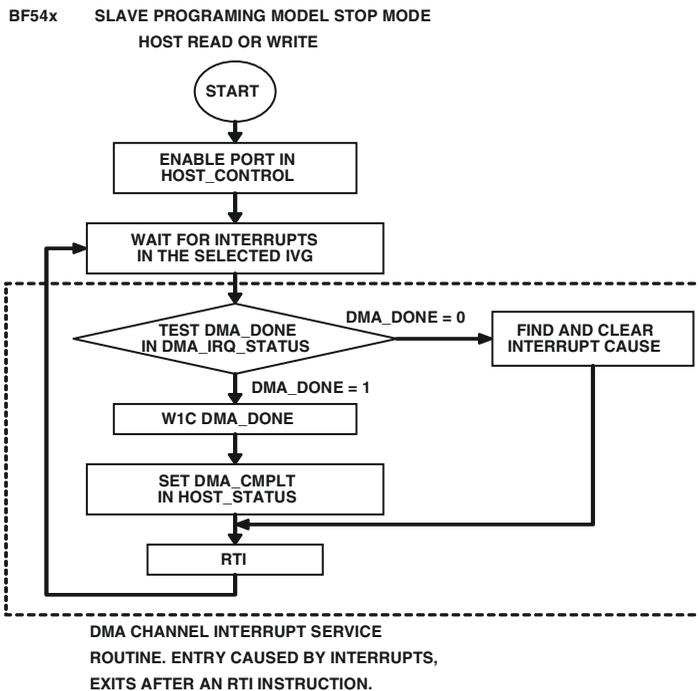 BF54x SLAVE PROGRAMING MODEL STOP MODE
HOST READ OR WRITE
START
ENABLE PORT IN
HOST_CONTROL
WAIT FOR INTERRUPTS
IN THE SELECTED IVG
TEST DMA_DONE
IN DMA_IRQ_STATUS
DMA_DONE = 0
FIND AND CLEAR
INTERRUPT CAUSE
DMA_DONE = 1
W1C DMA_DONE
SET DMA_CMPLT
IN HOST_STATUS
RTI
DMA CHANNEL INTERRUPT SERVICE
ROUTINE. ENTRY CAUSED BY INTERRUPTS,
EXITS AFTER AN RTI INSTRUCTION.